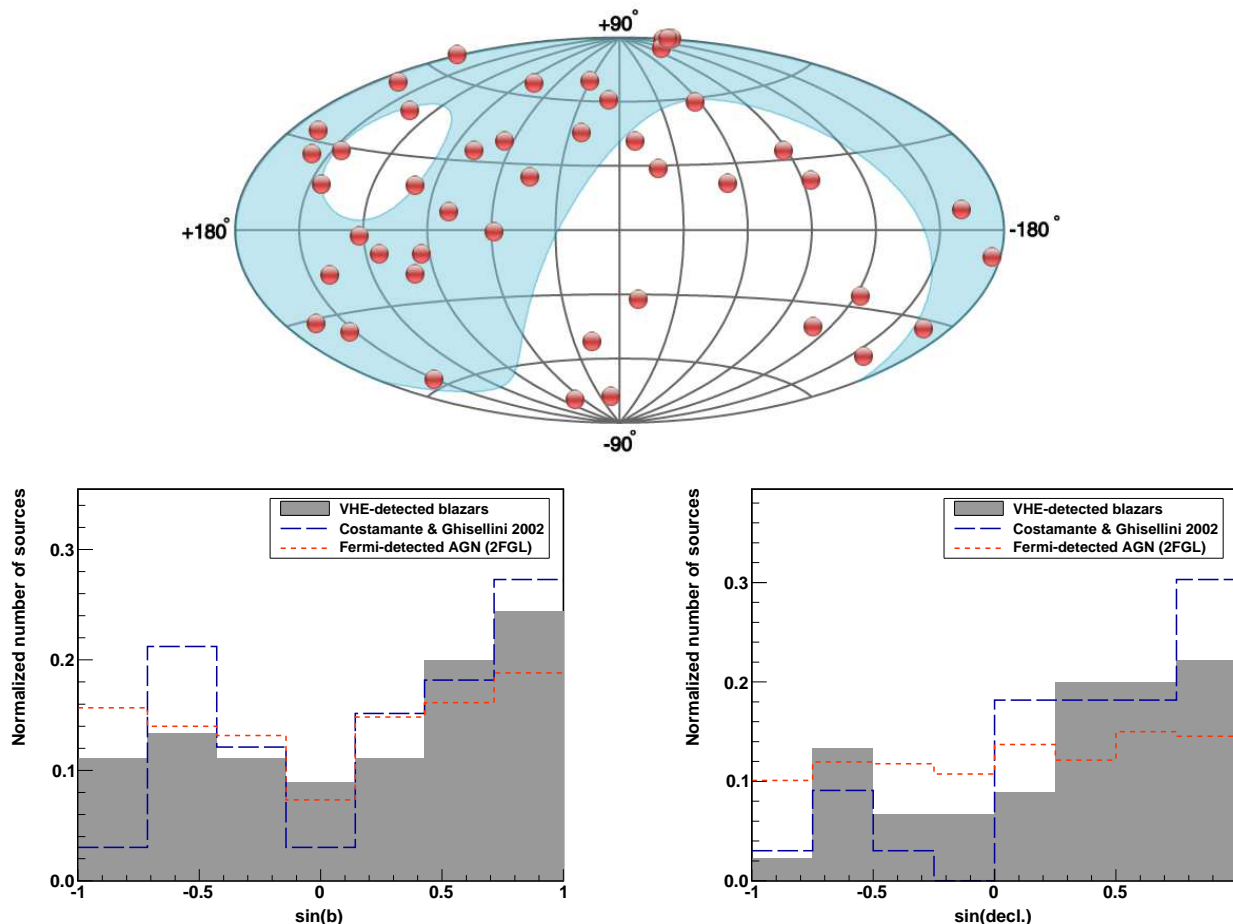 +90°
+180°
-180°
-90°
Normalized number of sources
0.3
0.2
0.1
0.0
-1
-0.5
0
0.5
1
sin(b)
VHE-detected blazars
Costamante & Ghisellini 2002
Fermi-detected AGN (2FGL)
Normalized number of sources
0.3
0.2
0.1
0.0
-1
-0.5
0
0.5
sin(decl.)
VHE-detected blazars
Costamante & Ghisellini 2002
Fermi-detected AGN (2FGL)